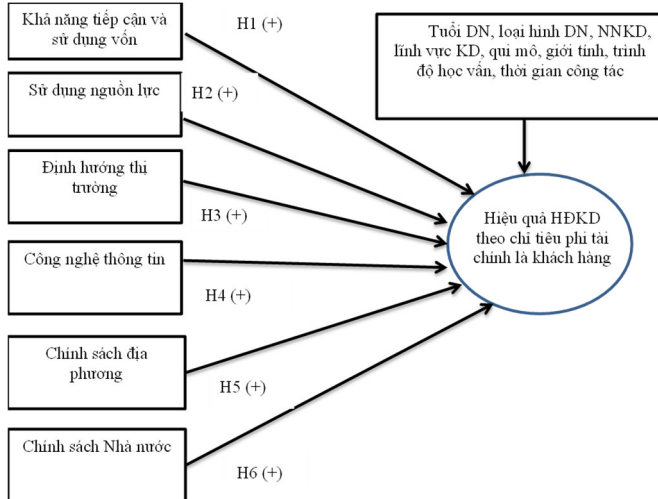 Khả năng tiếp cận và
sử dụng vốn
H1 (+)
Tuổi DN, loại hình DN, NNKD,
lĩnh vực KD, qui mô, giới tính, trình
độ học vấn, thời gian công tác
Sử dụng nguồn lực
H2 (+)
Định hướng thị
trường
H3 (+)
Hiệu quả HĐKD
theo chỉ tiêu phi tài
chính là khách hàng
Công nghệ thông tin
H4 (+)
Chính sách địa
phương
H5 (+)
Chính sách Nhà nước
H6 (+)